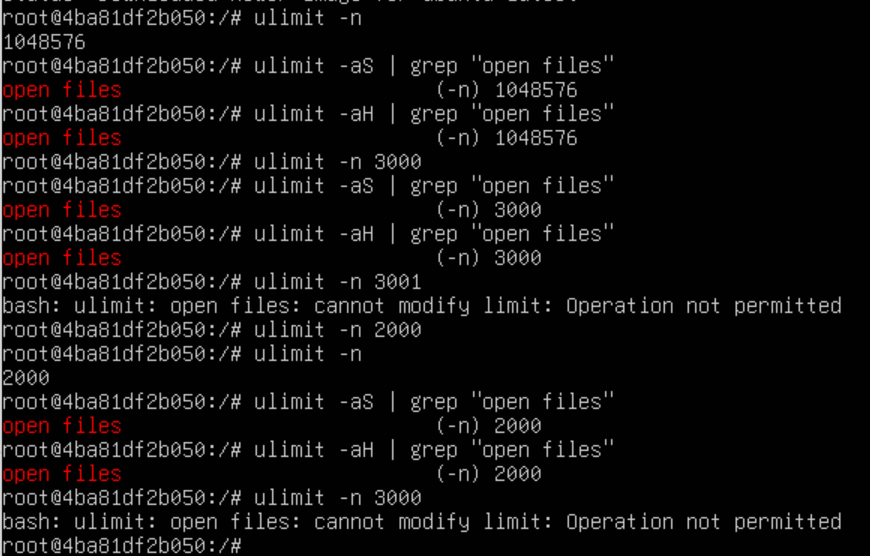 root@4ba81df2b050:/# ulimit -n
1048576
root@4ba81df2b050:/# ulimit -aS | grep "open files"
open files (-n) 1048576
root@4ba81df2b050:/# ulimit -aH | grep "open files"
open files (-n) 1048576
root@4ba81df2b050:/# ulimit -n 3000
root@4ba81df2b050:/# ulimit -aS | grep "open files"
open files (-n) 3000
root@4ba81df2b050:/# ulimit -aH | grep "open files"
open files (-n) 3000
root@4ba81df2b050:/# ulimit -n 3001
bash: ulimit: open files: cannot modify limit: Operation not permitted
root@4ba81df2b050:/# ulimit -n 2000
root@4ba81df2b050:/# ulimit -n
2000
root@4ba81df2b050:/# ulimit -aS | grep "open files"
open files (-n) 2000
root@4ba81df2b050:/# ulimit -aH | grep "open files"
open files (-n) 2000
root@4ba81df2b050:/# ulimit -n 3000
bash: ulimit: open files: cannot modify limit: Operation not permitted
root@4ba81df2b050:/#